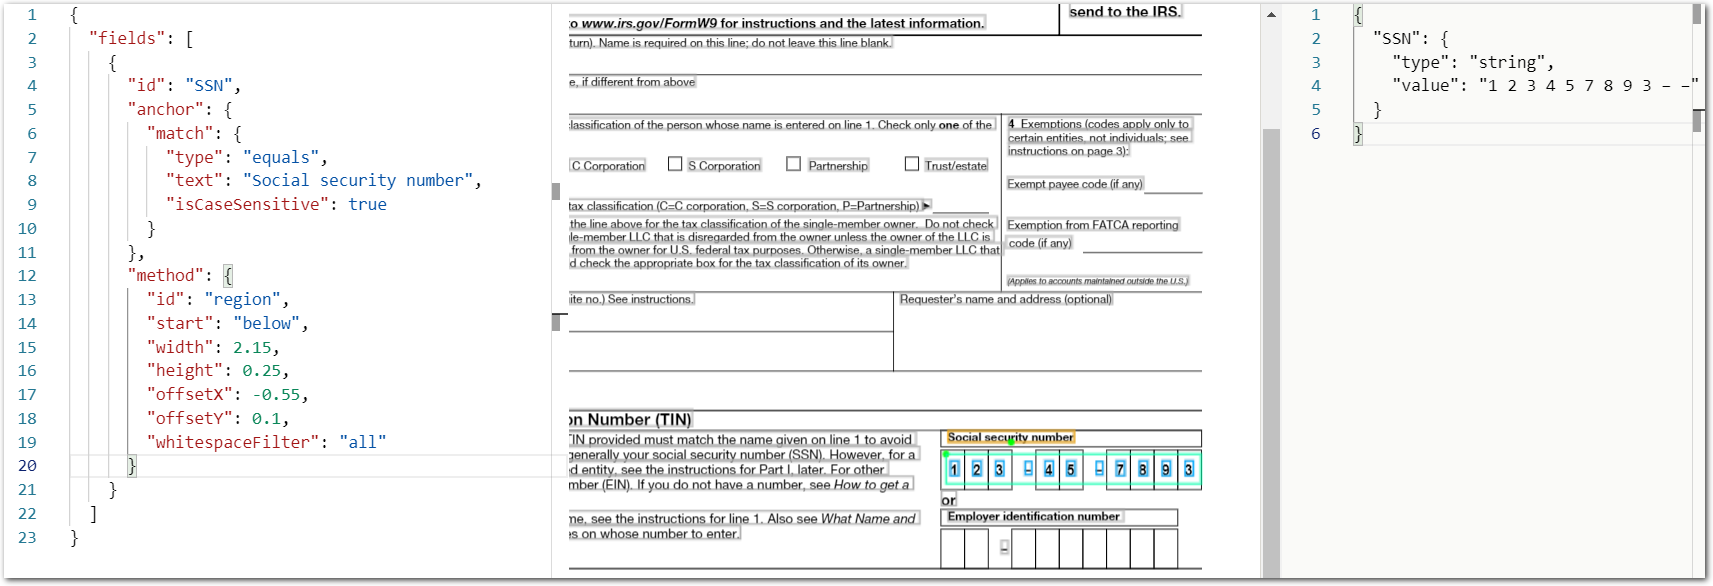 1 {
2 "fields": [
3 {
4 "id": "SSN",
5 "anchor": {
6 "match": {
7 "type": "equals",
8 "text": "Social security number",
9 "isCaseSensitive": true
10 }
11 },
12 "method": {
13 "id": "region",
14 "start": "below",
15 "width": 2.15,
16 "height": 0.25,
17 "offsetX": -0.55,
18 "offsetY": 0.1,
19 "whitespaceFilter": "all"
20 }
21 }
22 ]
23 }
to www.irs.gov/FormW9 for instructions and the latest information.
send to the IRS.
turn). Name is required on this line; do not leave this line blank.
e, if different from above
lassification of the person whose name is entered on line 1. Check only one of the
C Corporation
S Corporation
Partnership
Trust/estate
tax classification (C=C corporation, S=S corporation, P=Partnership) ▶
the line above for the tax classification of the single-member owner. Do not check
le-member LLC that is disregarded from the owner unless the owner of the LLC is
from the owner for U.S. federal tax purposes. Otherwise, a single-member LLC that
d check the appropriate box for the tax classification of its owner.
4 Exemptions (codes apply only to
certain entities, not individuals; see
instructions on page 3):
Exempt payee code (if any)
Exemption from FATCA reporting
code (if any)
(Applies to accounts maintained outside the U.S.)
ite no.) See instructions.
Requester's name and address (optional)
on Number (TIN)
TIN provided must match the name given on line 1 to avoid
generally your social security number (SSN). However, for a
d entity, see the instructions for Part I, later. For other
mber (EIN). If you do not have a number, see How to get a
me, see the instructions for line 1. Also see What Name and
es on whose number to enter.
Social security number
1 2 3 – 4 5 – 7 8 9 3
or
Employer identification number
–
1 {
2 "SSN": {
3 "type": "string",
4 "value": "1 2 3 4 5 7 8 9 3 – –"
5 }
6 }